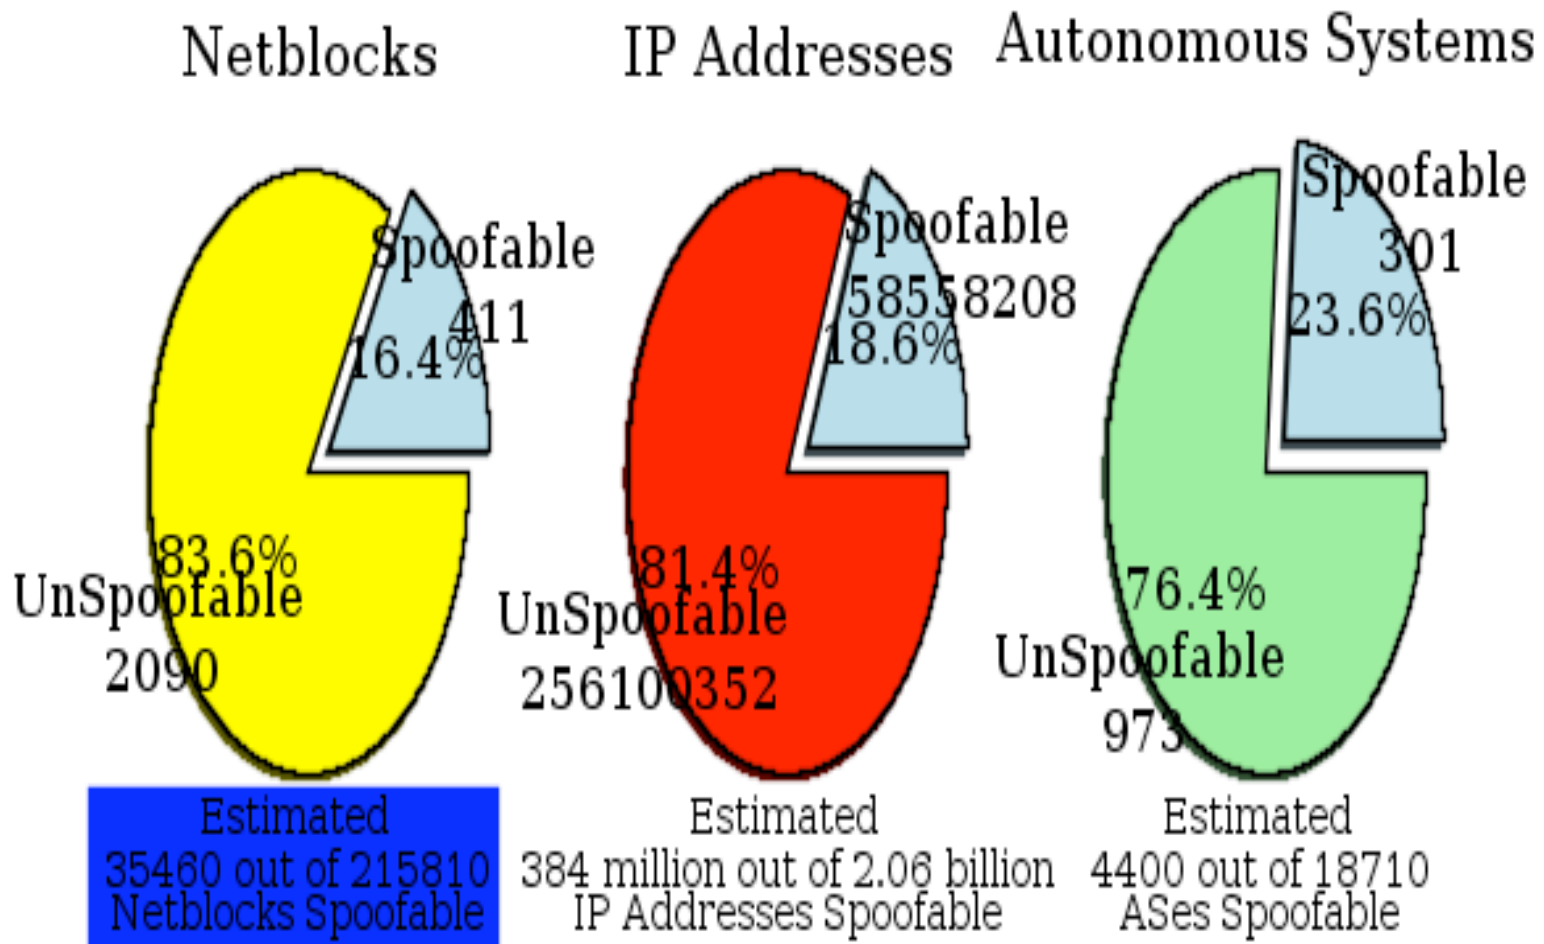 Netblocks
Spoofable
411
16.4%
83.6%
UnSpoofable
2090
Estimated
35460 out of 215810
Netblocks Spoofable
IP Addresses
Spoofable
58558208
18.6%
81.4%
UnSpoofable
256100352
Estimated
384 million out of 2.06 billion
IP Addresses Spoofable
Autonomous Systems
Spoofable
301
23.6%
76.4%
UnSpoofable
973
Estimated
4400 out of 18710
ASes Spoofable